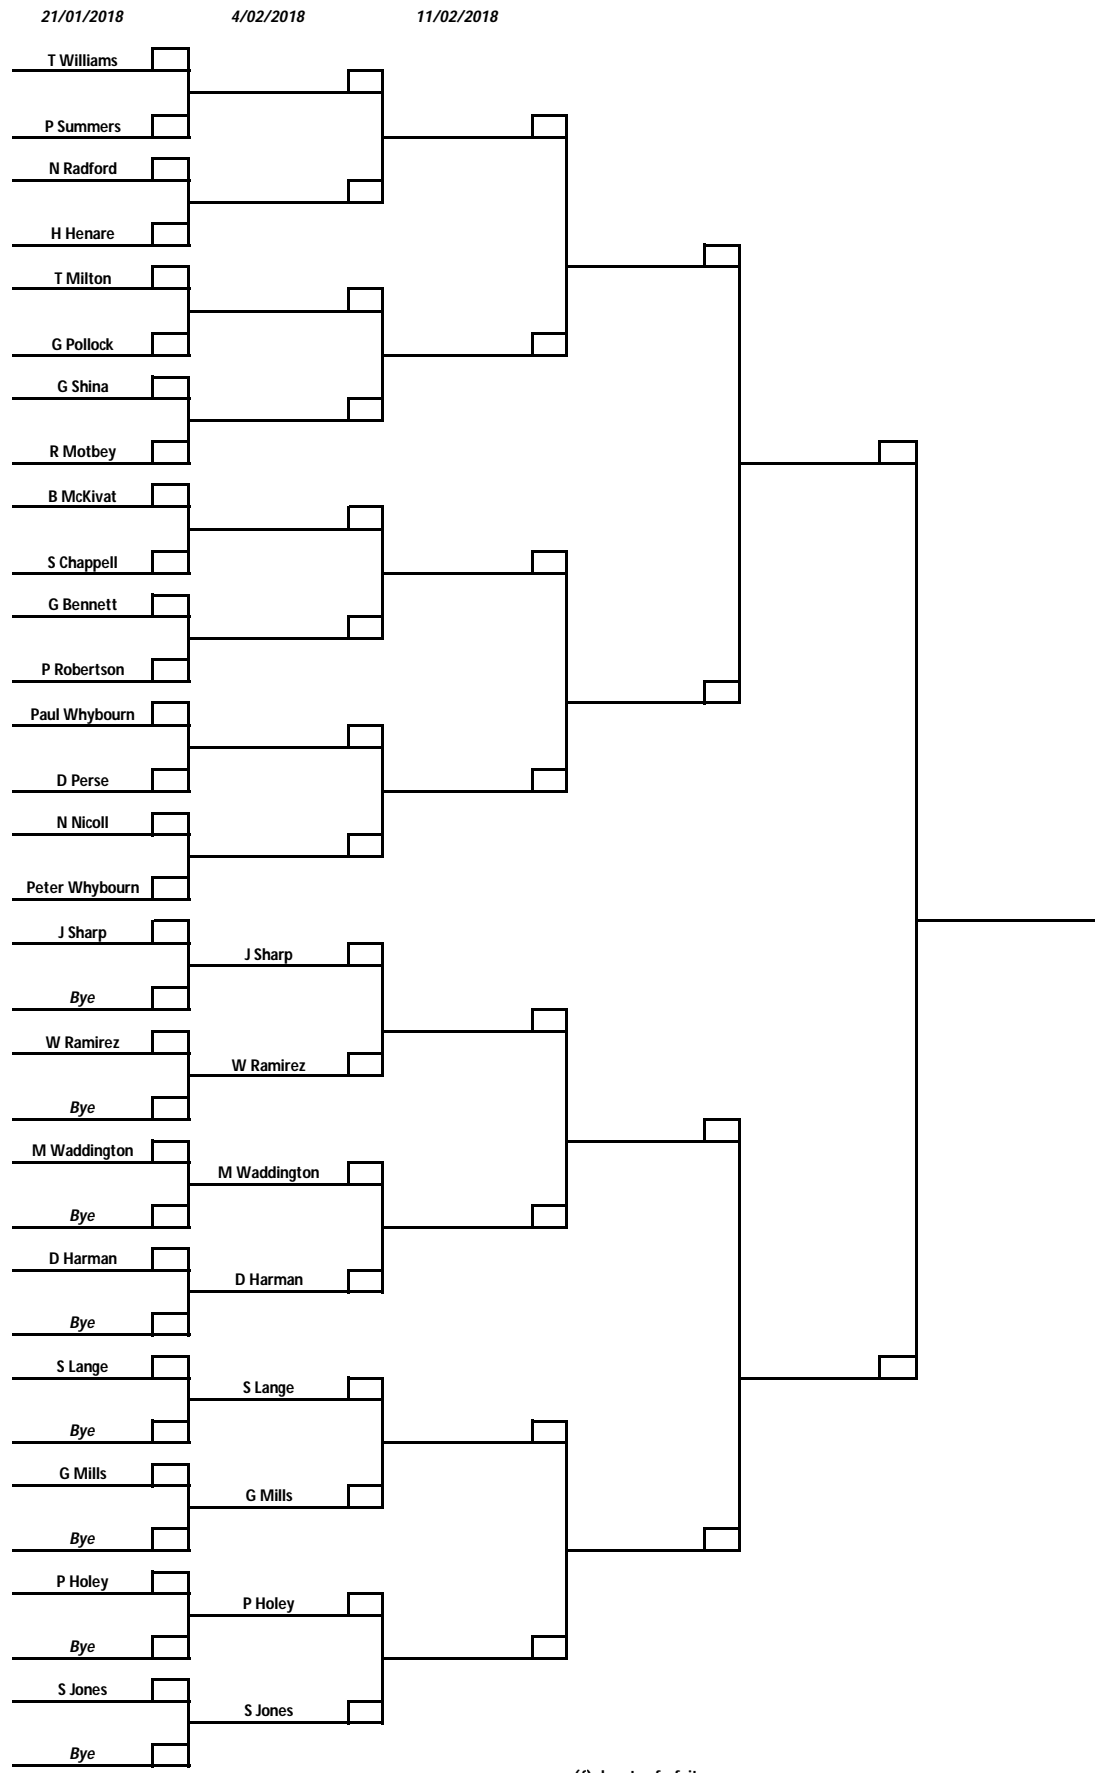 21/01/2018 4/02/2018 11/02/2018
T Williams
P Summers
N Radford
H Henare
T Milton
G Pollock
G Shina
R Motbey
B McKivat
S Chappell
G Bennett
P Robertson
Paul Whybourn
D Perse
N Nicoll
Peter Whybourn
J Sharp
J Sharp
Bye
W Ramirez
W Ramirez
Bye
M Waddington
M Waddington
Bye
D Harman
D Harman
Bye
S Lange
S Lange
Bye
G Mills
G Mills
Bye
P Holey
P Holey
Bye
S Jones
S Jones
Bye